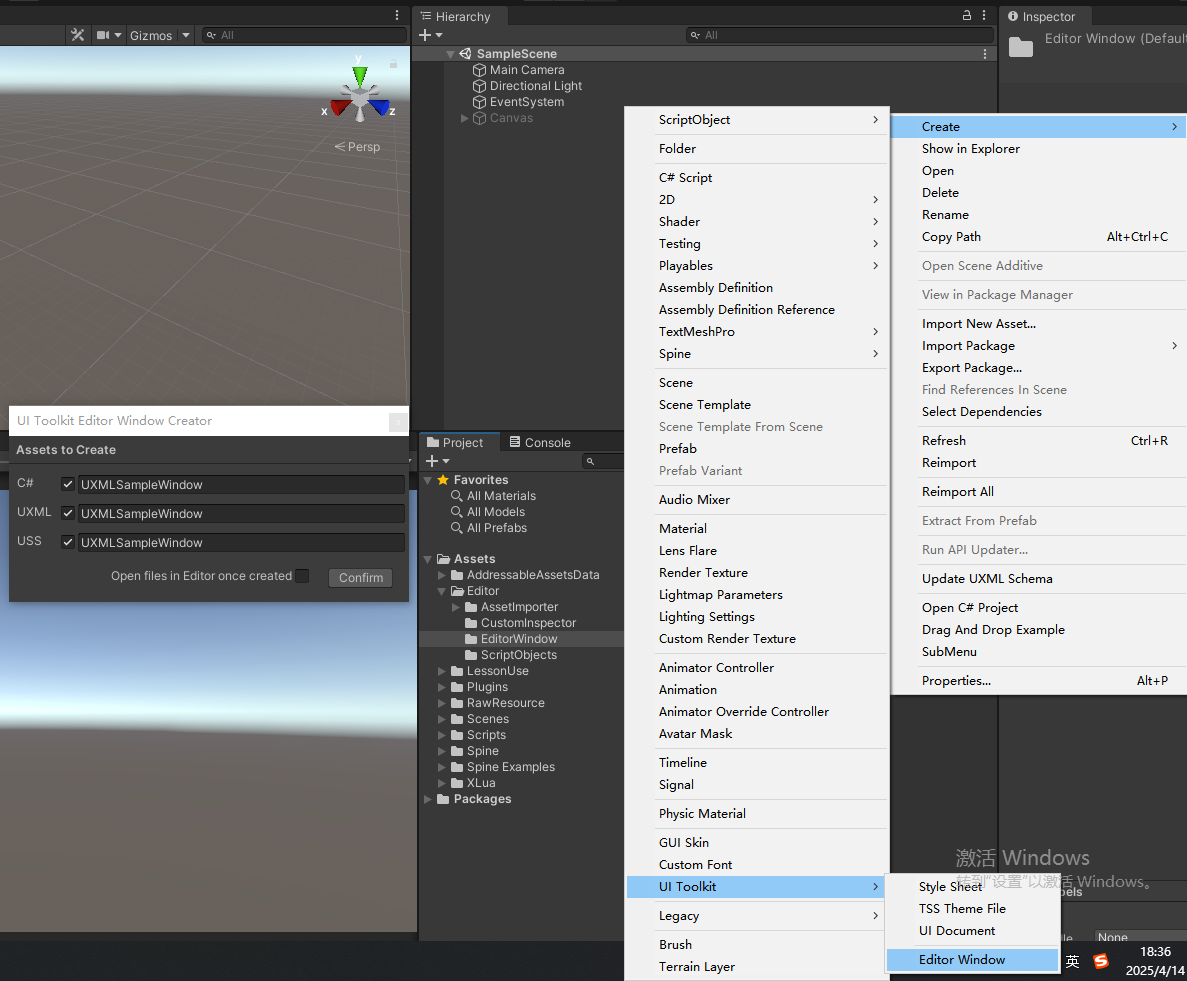 Hierarchy
Inspector
Gizmos
All
All
Editor Window (Defaul
SampleScene
Main Camera
Directional Light
EventSystem
Canvas
y
x
z
Persp
ScriptObject
Folder
C# Script
2D
Shader
Testing
Playables
Assembly Definition
Assembly Definition Reference
TextMeshPro
Spine
Scene
Scene Template
Scene Template From Scene
Prefab
Prefab Variant
Audio Mixer
Material
Lens Flare
Render Texture
Lightmap Parameters
Lighting Settings
Custom Render Texture
Animator Controller
Animation
Animator Override Controller
Avatar Mask
Timeline
Signal
Physic Material
GUI Skin
Custom Font
UI Toolkit
Legacy
Brush
Terrain Layer
Create
Show in Explorer
Open
Delete
Rename
Copy Path Alt+Ctrl+C
Open Scene Additive
View in Package Manager
Import New Asset...
Import Package
Export Package...
Find References In Scene
Select Dependencies
Refresh Ctrl+R
Reimport
Reimport All
Extract From Prefab
Run API Updater...
Update UXML Schema
Open C# Project
Drag And Drop Example
SubMenu
Properties... Alt+P
UI Toolkit Editor Window Creator
Assets to Create
C# UXMLSampleWindow
UXML UXMLSampleWindow
USS UXMLSampleWindow
Open files in Editor once created Confirm
Project
Console
Favorites
All Materials
All Models
All Prefabs
Assets
AddressableAssetsData
Editor
AssetImporter
CustomInspector
EditorWindow
ScriptObjects
LessonUse
Plugins
RawResource
Scenes
Scripts
Spine
Spine Examples
XLua
Packages
激活 Windows
转到"设置"以激活 Windows。
Style Sheet
TSS Theme File
UI Document
Editor Window
None
英
18:36
2025/4/14